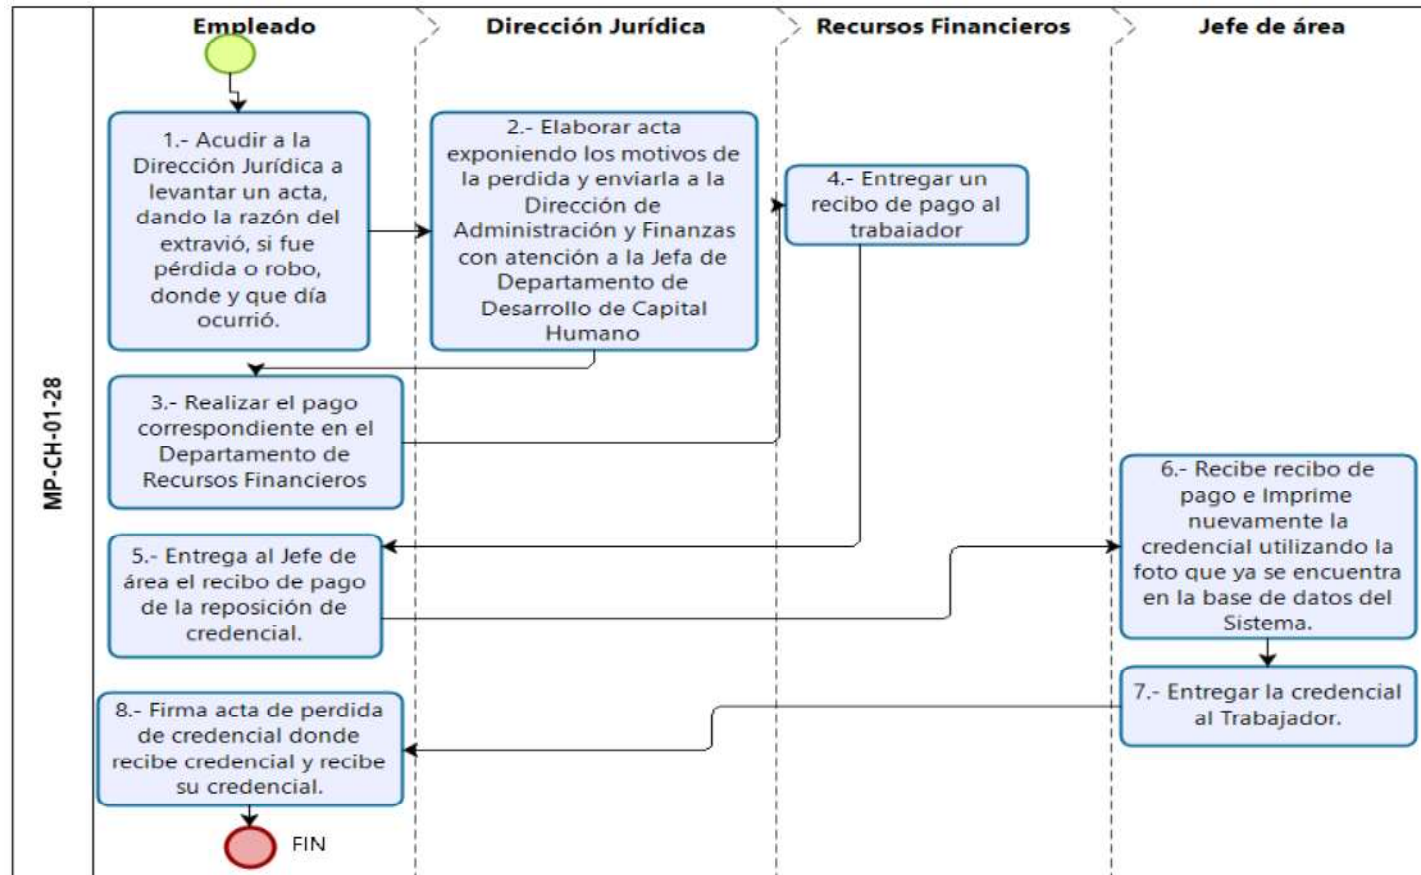 Empleado
Dirección Jurídica
Recursos Financieros
Jefe de área
MP-CH-01-28
1.- Acudir a la
Dirección Jurídica a
levantar un acta,
dando la razón del
extravió, si fue
pérdida o robo,
donde y que día
ocurrió.
2.- Elaborar acta
exponiendo los motivos de
la perdida y enviarla a la
Dirección de
Administración y Finanzas
con atención a la Jefa de
Departamento de
Desarrollo de Capital
Humano
3.- Realizar el pago
correspondiente en el
Departamento de
Recursos Financieros
4.- Entregar un
recibo de pago al
trabajador
5.- Entrega al Jefe de
área el recibo de pago
de la reposición de
credencial.
6.- Recibe recibo de
pago e Imprime
nuevamente la
credencial utilizando la
foto que ya se encuentra
en la base de datos del
Sistema.
7.- Entregar la credencial
al Trabajador.
8.- Firma acta de perdida
de credencial donde
recibe credencial y recibe
su credencial.
FIN